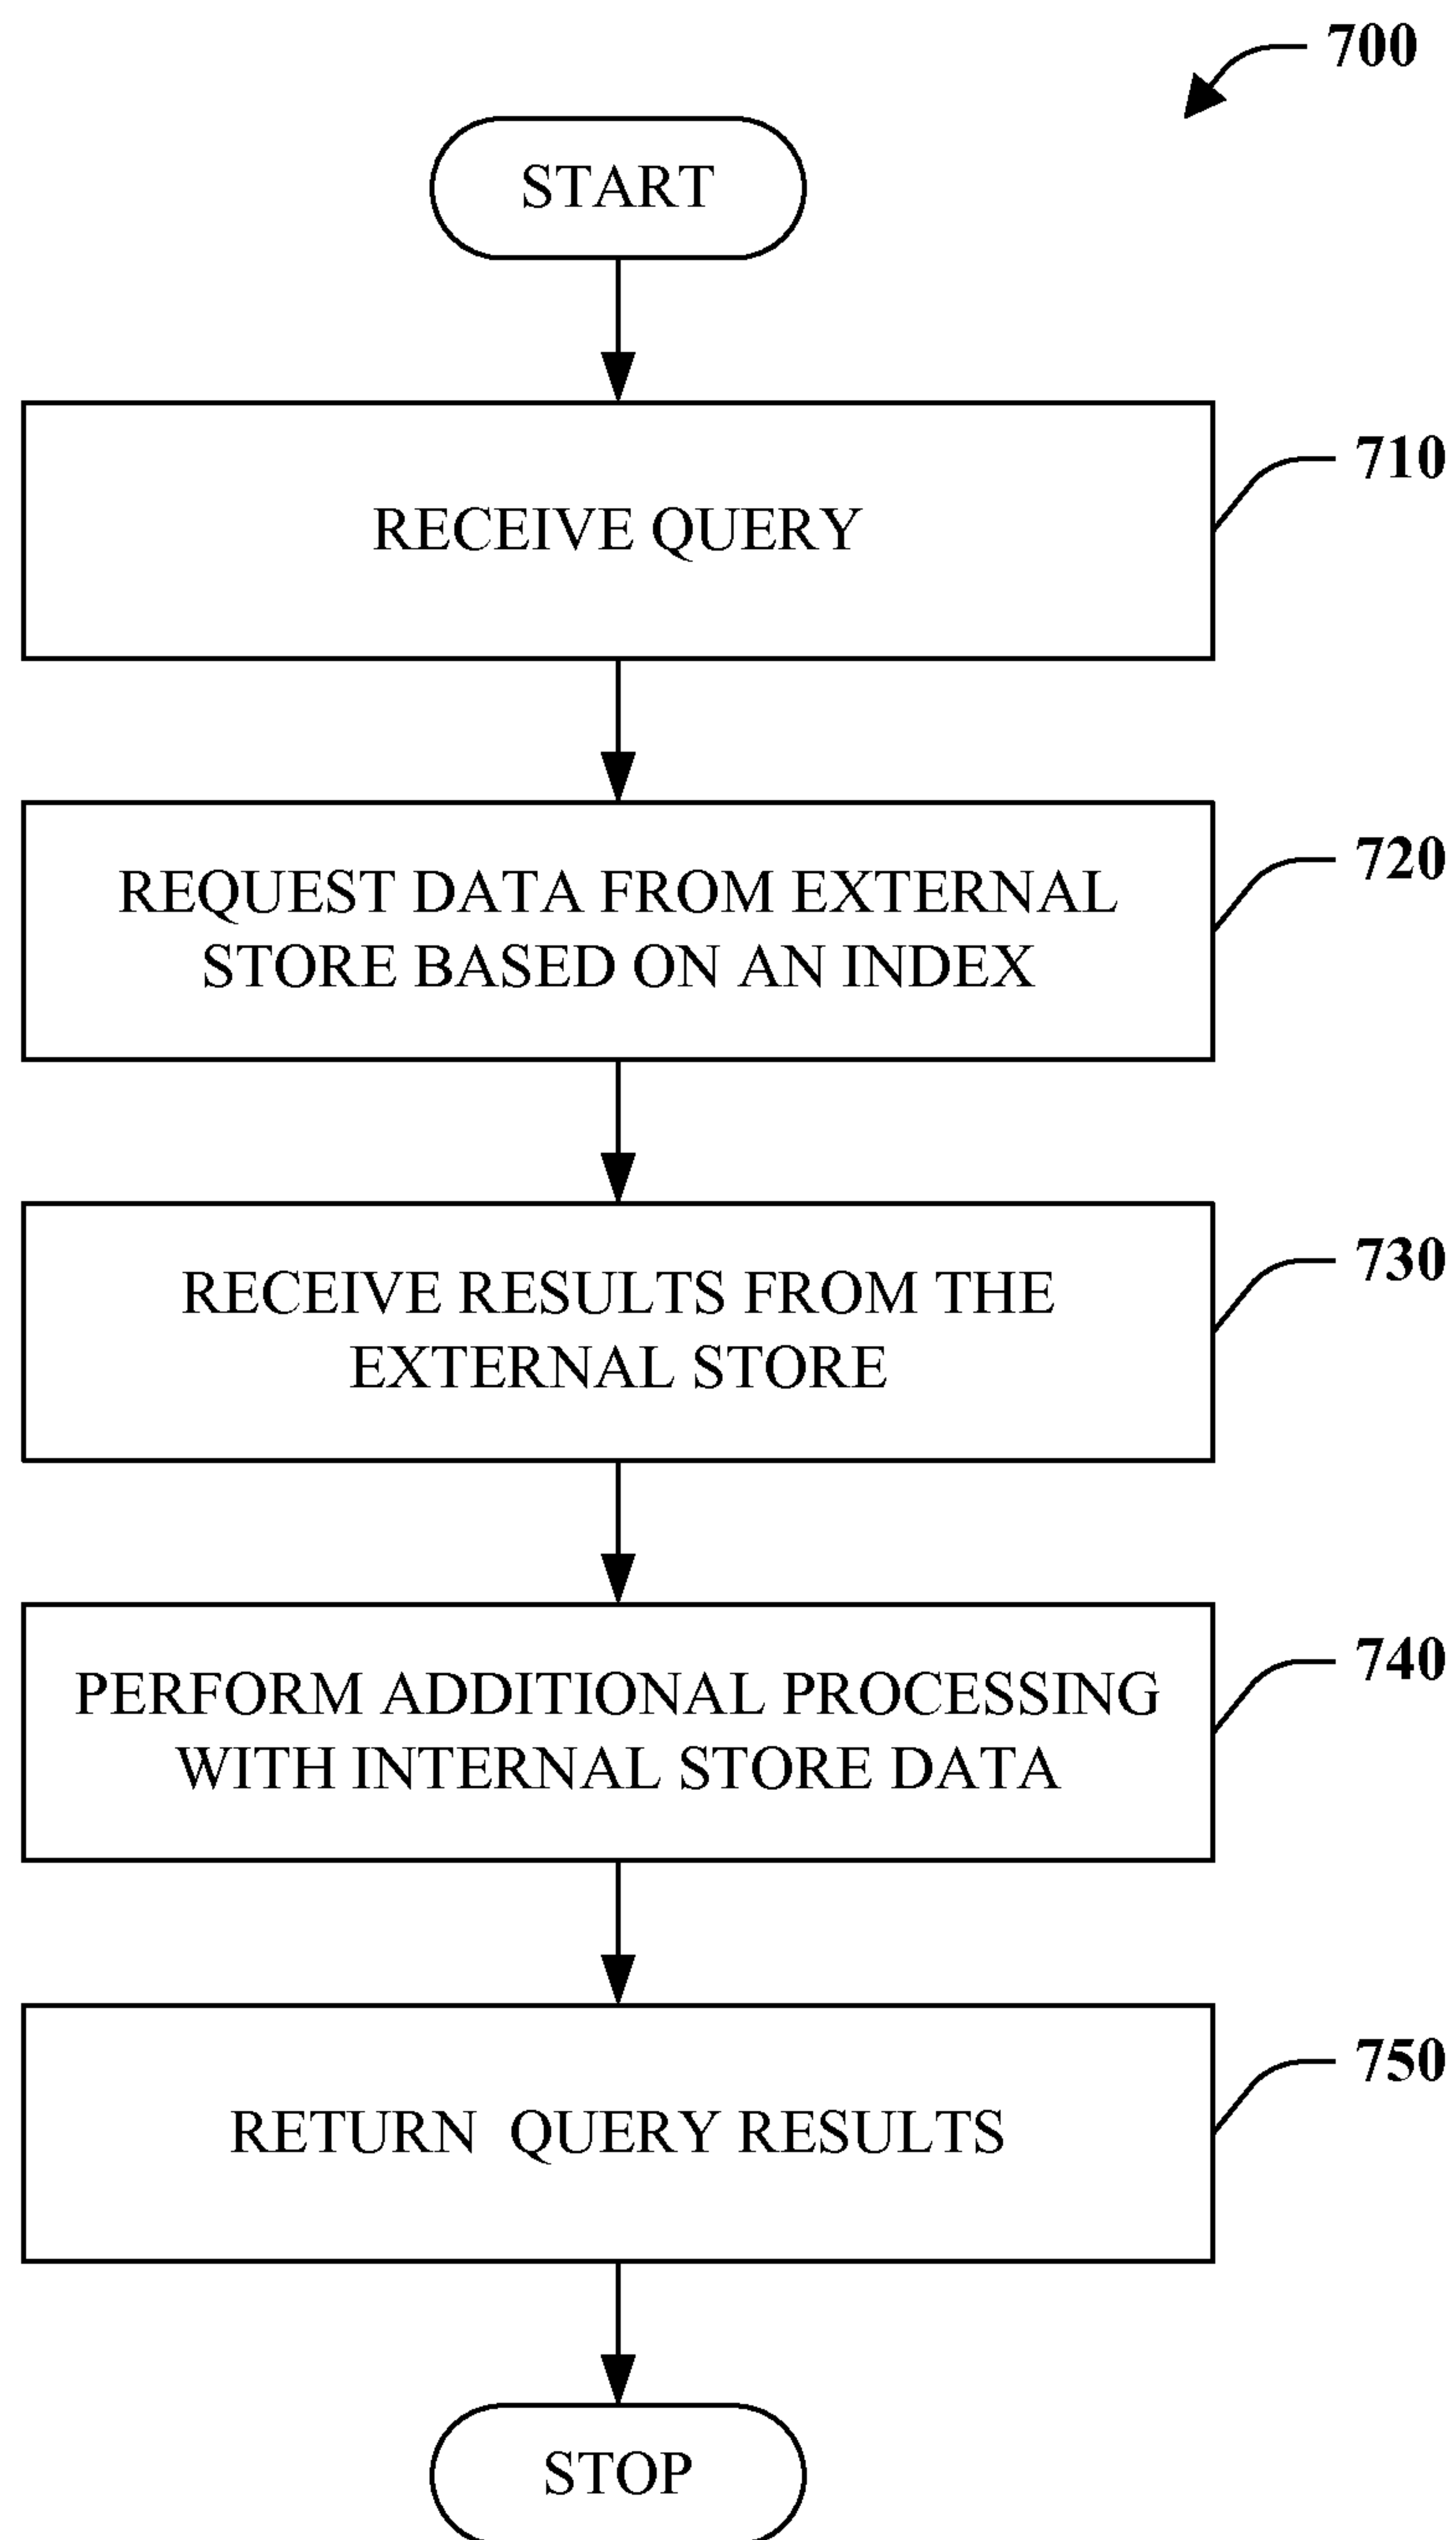 700
START
RECEIVE QUERY
710
REQUEST DATA FROM EXTERNAL
STORE BASED ON AN INDEX
720
RECEIVE RESULTS FROM THE
EXTERNAL STORE
730
PERFORM ADDITIONAL PROCESSING
WITH INTERNAL STORE DATA
740
RETURN QUERY RESULTS
750
STOP